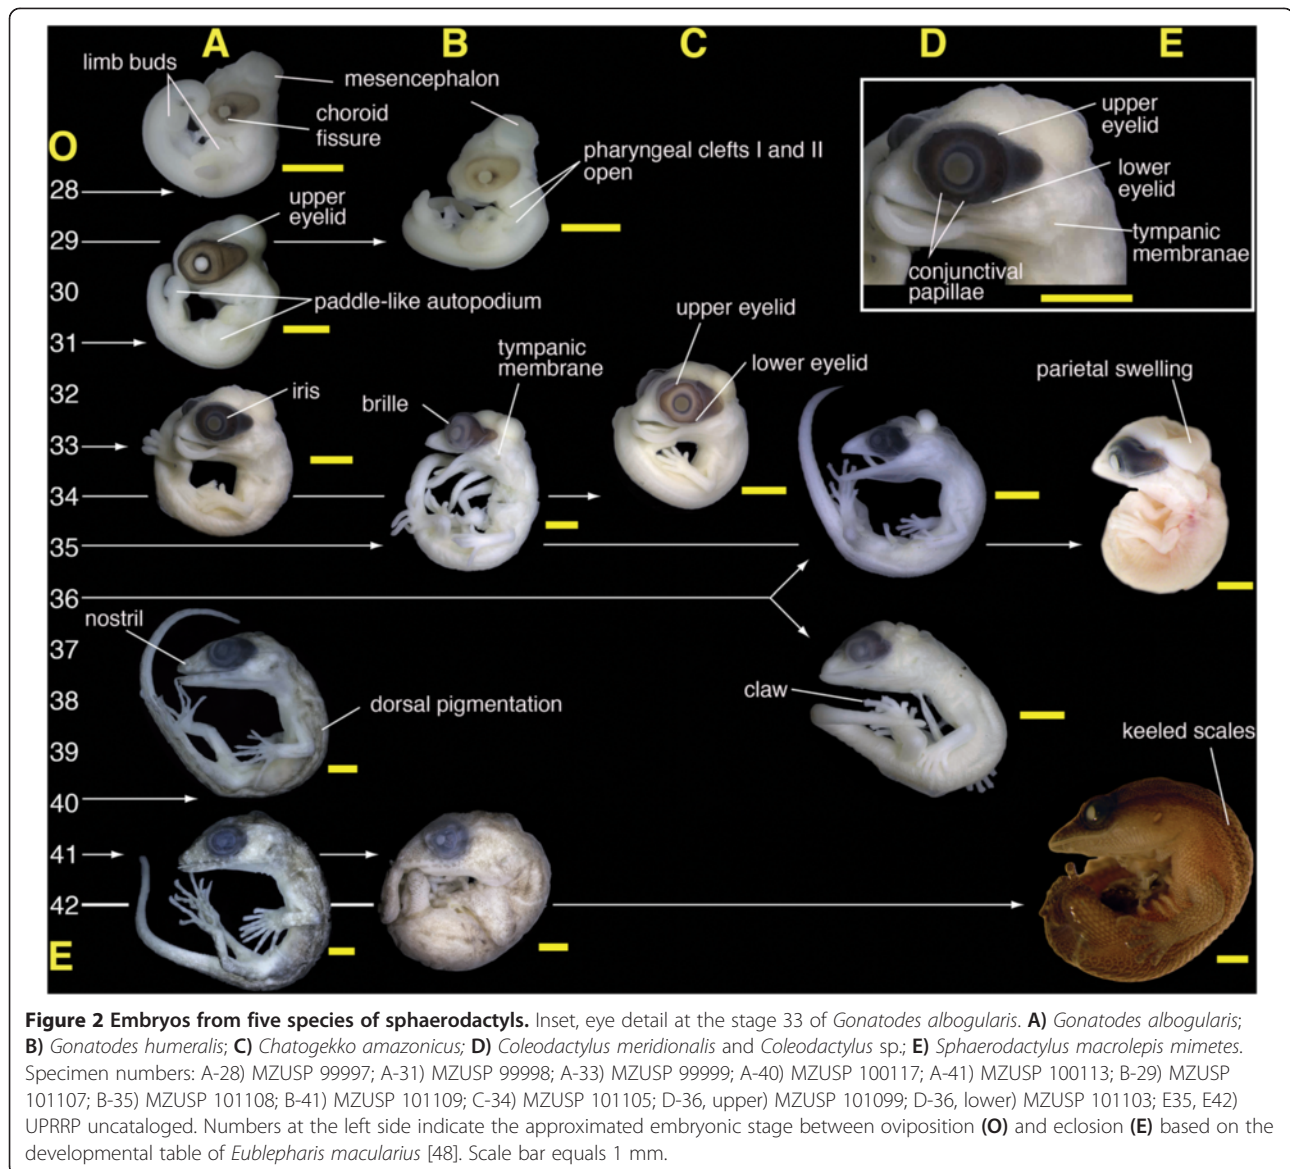 A
B
C
D
E
limb buds
mesencephalon
choroid
fissure
O
28
pharyngeal clefts I and II
open
upper
eyelid
lower
eyelid
tympanic
membranae
conjunctival
papillae
upper
eyelid
29
30
paddle-like autopodium
31
upper eyelid
lower eyelid
tympanic
membrane
parietal swelling
32
iris
brille
33
34
35
36
nostril
37
38
dorsal pigmentation
claw
39
keeled scales
40
41
42
E
Figure 2 Embryos from five species of sphaerodactyls. Inset, eye detail at the stage 33 of Gonatodes albogularis. A) Gonatodes albogularis;
B) Gonatodes humeralis; C) Chatogekko amazonicus; D) Coleodactylus meridionalis and Coleodactylus sp.; E) Sphaerodactylus macrolepis mimetes.
Specimen numbers: A-28) MZUSP 99997; A-31) MZUSP 99998; A-33) MZUSP 99999; A-40) MZUSP 100117; A-41) MZUSP 100113; B-29) MZUSP
101107; B-35) MZUSP 101108; B-41) MZUSP 101109; C-34) MZUSP 101105; D-36, upper) MZUSP 101099; D-36, lower) MZUSP 101103; E35, E42)
UPRRP uncataloged. Numbers at the left side indicate the approximated embryonic stage between oviposition (O) and eclosion (E) based on the
developmental table of Eublepharis macularius [48]. Scale bar equals 1 mm.